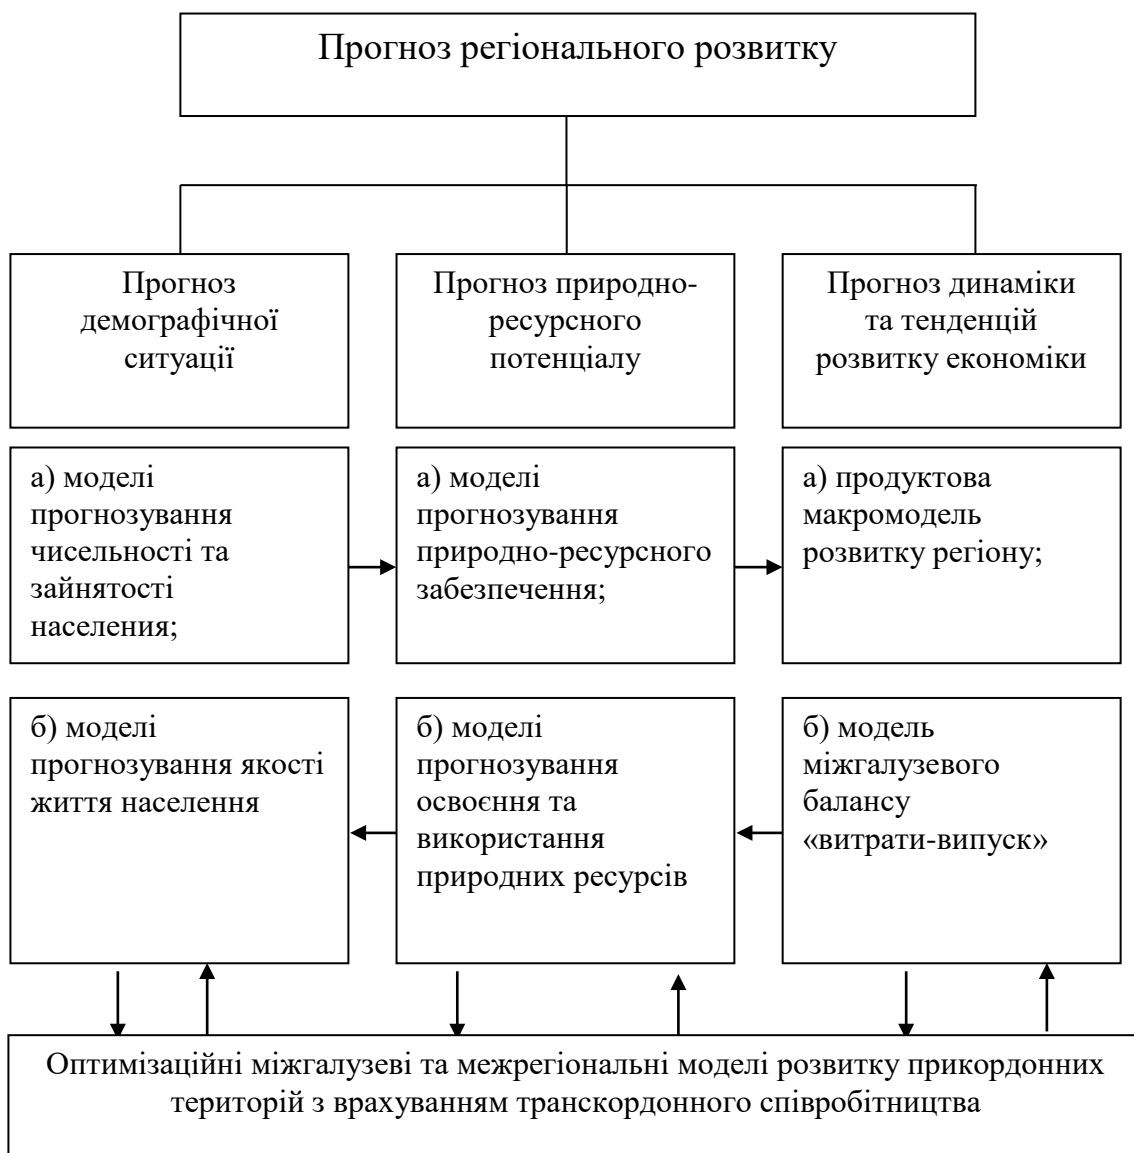 Прогноз регіонального розвитку
Прогноз
демографічної
ситуації
Прогноз природно-
ресурсного
потенціалу
Прогноз динаміки
та тенденцій
розвитку економіки
а) моделі
прогнозування
чисельності та
зайнятості
населения;
а) моделі
прогнозування
природно-ресурсного
забезпечення;
а) продуктова
макромодель
розвитку регіону;
б) моделі
прогнозування якості
життя населення
б) моделі
прогнозування
освоєння та
використання
природних ресурсів
б) модель
міжгалузевого
балансу
«витрати-випуск»
Оптимізаційні міжгалузеві та межрегіональні моделі розвитку прикордонних
територій з врахуванням транскордонного співробітництва